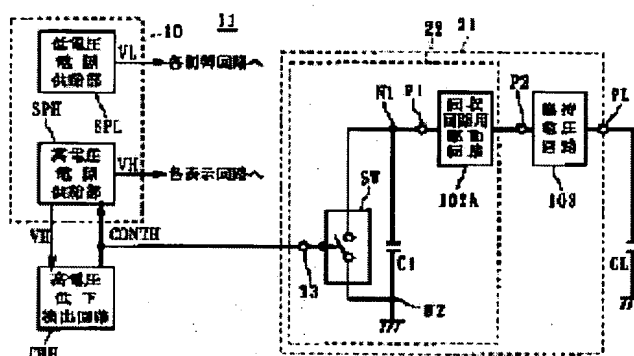 11
10
低電圧
電源
供給部
VL
各制御回路へ
SPH
SPL
高電圧
電源
供給部
VH
各表示回路へ
VH
CONTH
高電圧
低下
検出回路
22
21
N1
P1
回収
回路用
駆動
回路
102A
P2
維持
電圧
回路
103
PL
SW
23
C1
N2
CL